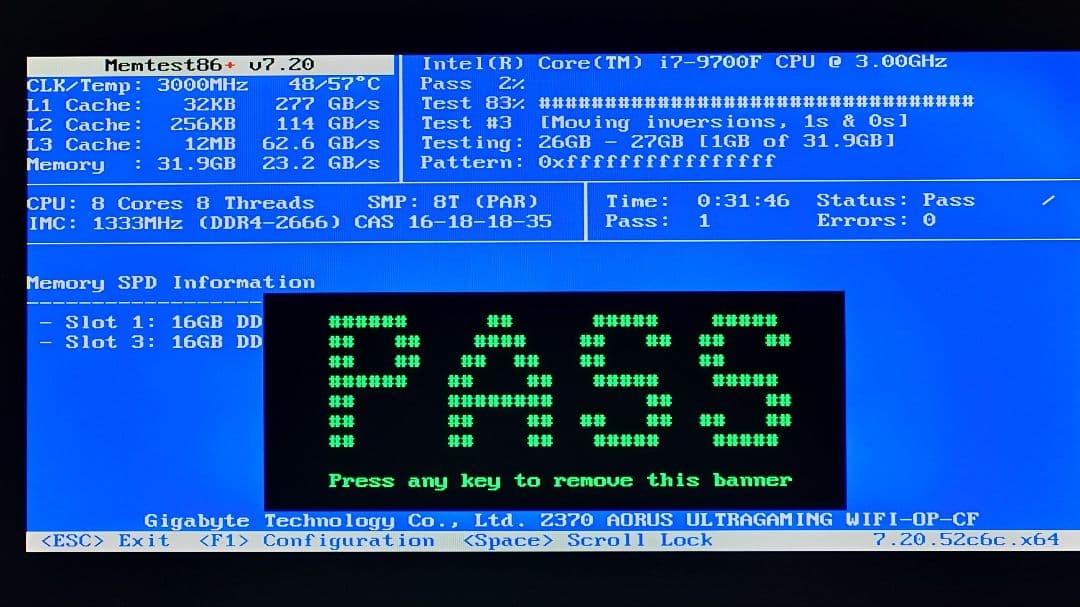 Memtest86+ v7.20
CLK/Temp: 3000MHz 48/57°C
L1 Cache: 32KB 277 GB/s
L2 Cache: 256KB 114 GB/s
L3 Cache: 12MB 62.6 GB/s
Memory : 31.9GB 23.2 GB/s
Intel(R) Core(TM) i7-9700F CPU @ 3.00GHz
Pass 2%
Test 83% #################################
Test #3 [Moving inversions, 1s & 0s]
Testing: 26GB - 27GB [1GB of 31.9GB]
Pattern: 0xffffffffffffffff
CPU: 8 Cores 8 Threads SMP: 8T (PAR)
IMC: 1333MHz (DDR4-2666) CAS 16-18-18-35
Time: 0:31:46 Status: Pass /
Pass: 1 Errors: 0
Memory SPD Information
- Slot 1: 16GB DD
- Slot 3: 16GB DD
PASS
Press any key to remove this banner
Gigabyte Technology Co., Ltd. Z370 AORUS ULTRAGAMING WIFI-OP-CF
<ESC> Exit <F1> Configuration <Space> Scroll Lock 7.20.52c6c.x64